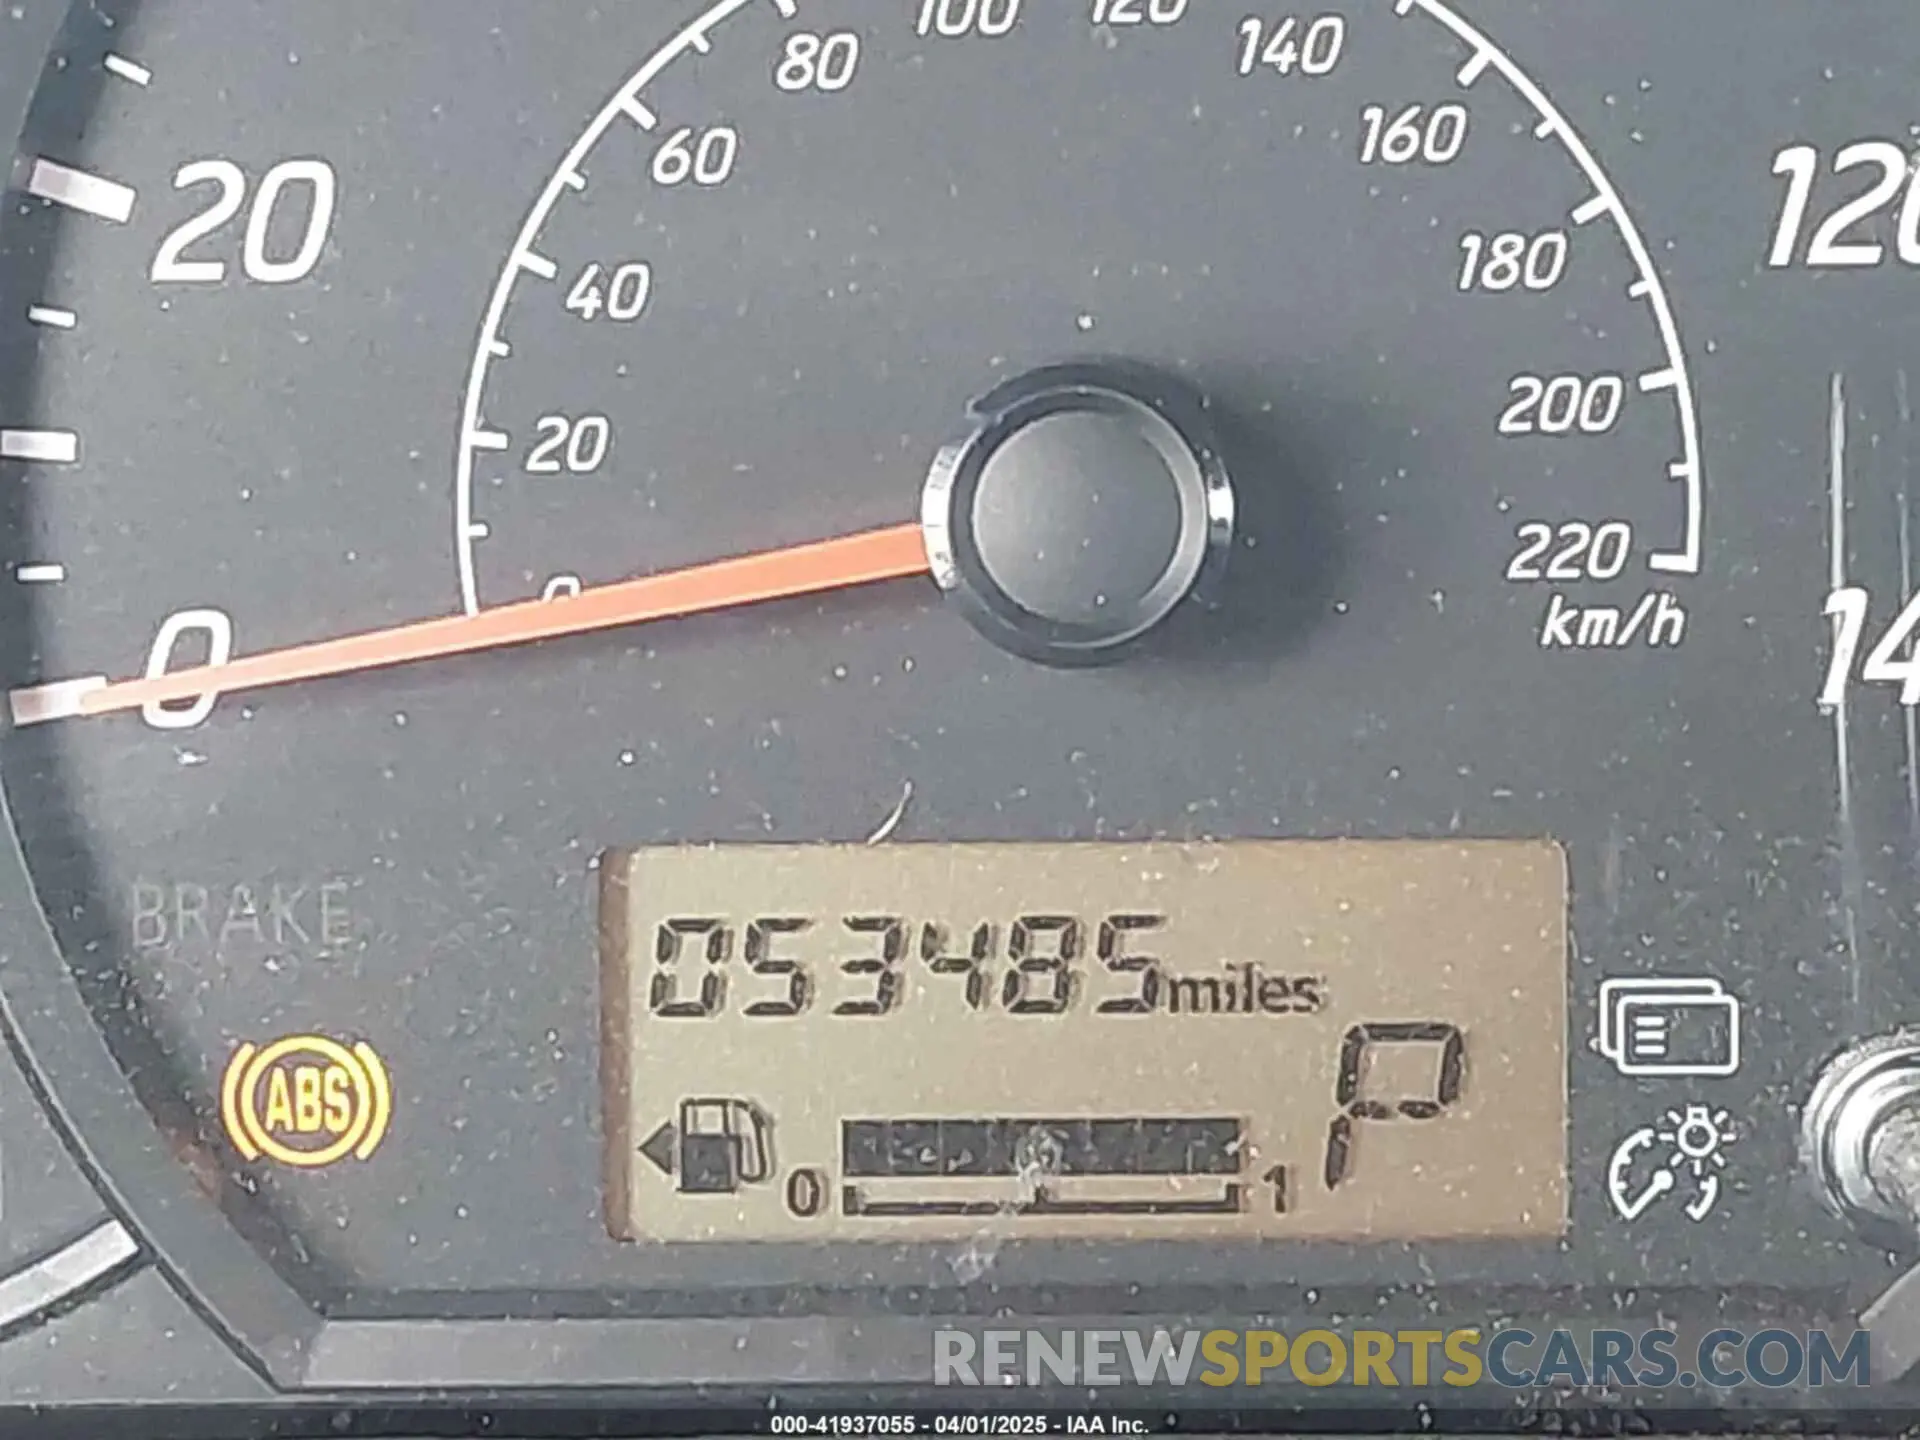 80 100 120 140
60 160
20 120
180
40
200
20
220
0
km/h
0 14
BRAKE
053485miles
ABS
P
0 1
RENEWSPORTSCARS.COM
000-41937055 - 04/01/2025 - IAA Inc.